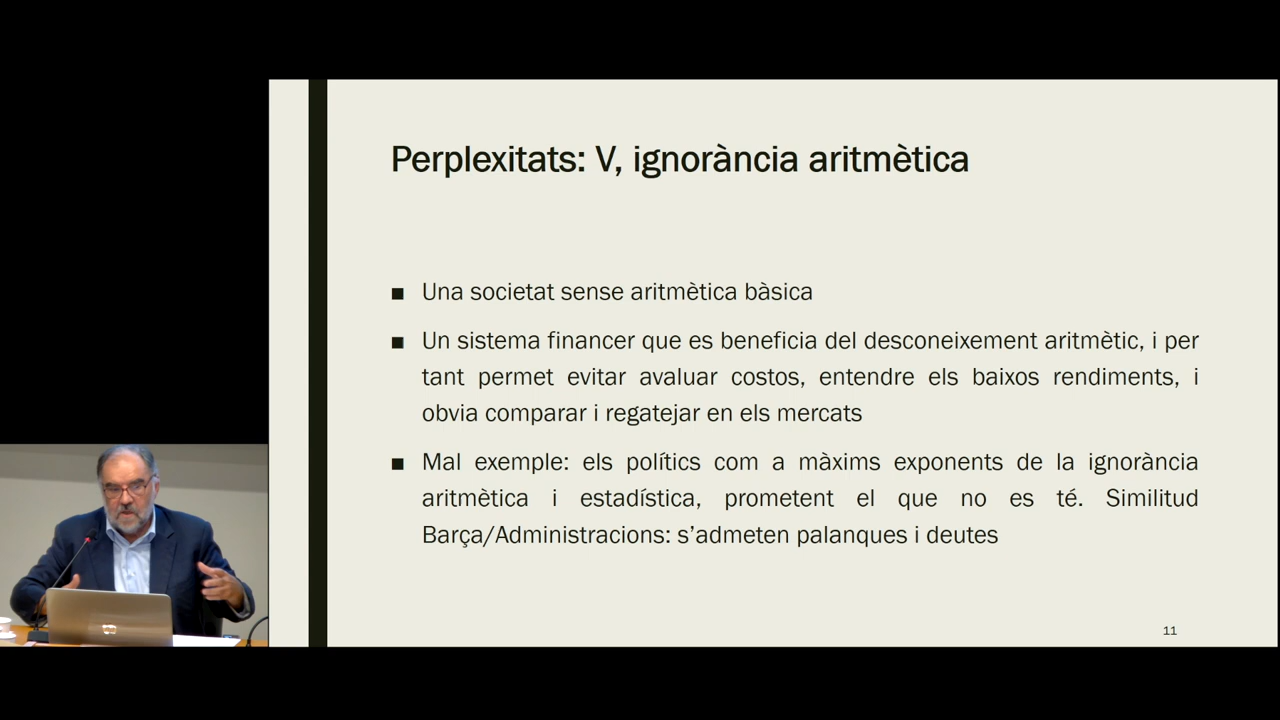 Perplexitats: V, ignorància aritmètica
■ Una societat sense aritmètica bàsica
■ Un sistema financer que es beneficia del desconeixement aritmètic, i per
tant permet evitar avaluar costos, entendre els baixos rendiments, i
obvia comparar i regatejar en els mercats
■ Mal exemple: els polítics com a màxims exponents de la ignorància
aritmètica i estadística, prometent el que no es té. Similitud
Barça/Administracions: s’admeten palanques i deutes
11